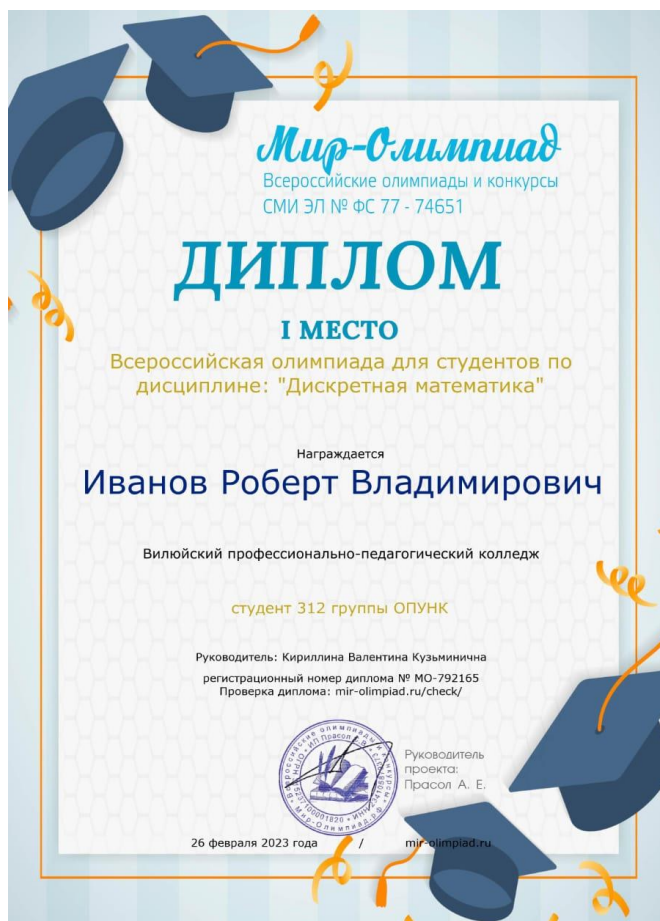 Мир-Олимпиад
Всероссийские олимпиады и конкурсы
СМИ ЭЛ № ФС 77 - 74651
ДИПЛОМ
I МЕСТО
Всероссийская олимпиада для студентов по
дисциплине: "Дискретная математика"
Награждается
Иванов Роберт Владимирович
Вилюйский профессионально-педагогический колледж
студент 312 группы ОПУНК
Руководитель: Кириллина Валентина Кузьминична
регистрационный номер диплома № МО-792165
Проверка диплома: mir-olimpiad.ru/check/
Руководитель
проекта:
Прасол А. Е.
26 февраля 2023 года / mir-olimpiad.ru